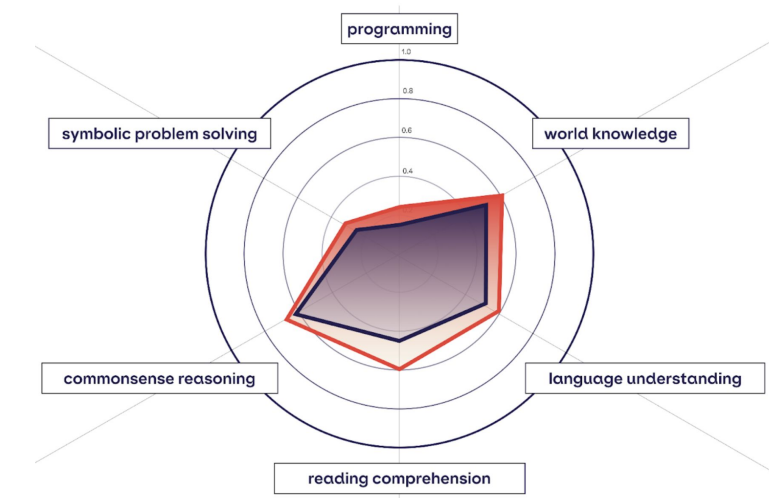 programming
1.0
0.8
symbolic problem solving
world knowledge
0.6
0.4
commonsense reasoning
language understanding
reading comprehension